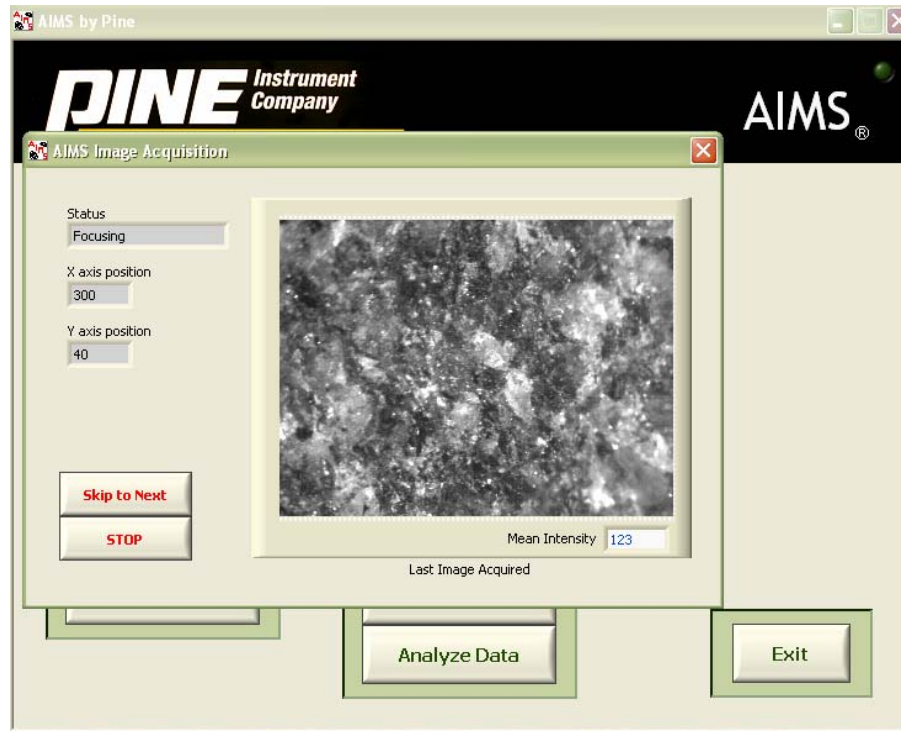 AIMS by Pine
PINE Instrument
Company
AIMS®
AIMS Image Acquisition
Status
Focusing
X axis position
300
Y axis position
40
Skip to Next
STOP
Mean Intensity 123
Last Image Acquired
Analyze Data
Exit